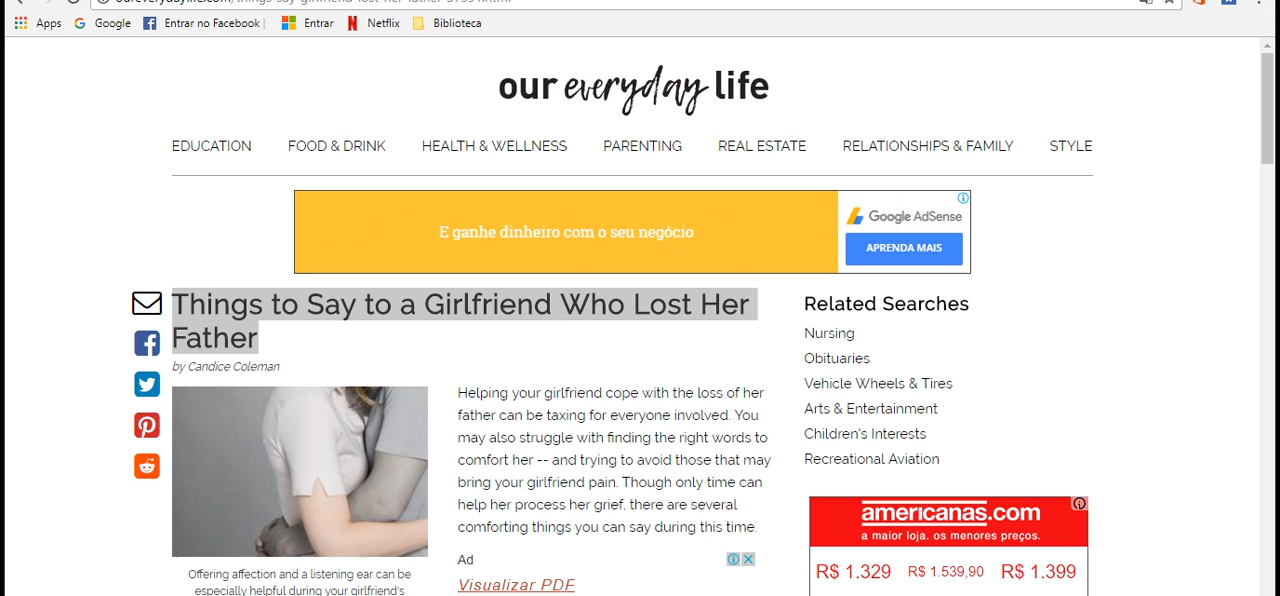 Apps Google Entrar no Facebook | Entrar Netflix Biblioteca
our everyday life
EDUCATION FOOD & DRINK HEALTH & WELLNESS PARENTING REAL ESTATE RELATIONSHIPS & FAMILY STYLE
E ganhe dinheiro com o seu negócio
Google AdSense
APRENDA MAIS
Things to Say to a Girlfriend Who Lost Her
Father
by Candice Coleman
Offering affection and a listening ear can be
especially helpful during your girlfriend's
Helping your girlfriend cope with the loss of her
father can be taxing for everyone involved. You
may also struggle with finding the right words to
comfort her -- and trying to avoid those that may
bring your girlfriend pain. Though only time can
help her process her grief, there are several
comforting things you can say during this time.
Ad
Visualizar PDF
Related Searches
Nursing
Obituaries
Vehicle Wheels & Tires
Arts & Entertainment
Children's Interests
Recreational Aviation
americanas.com
a maior loja. os menores preços.
R$ 1.329 R$ 1.539,90 R$ 1.399